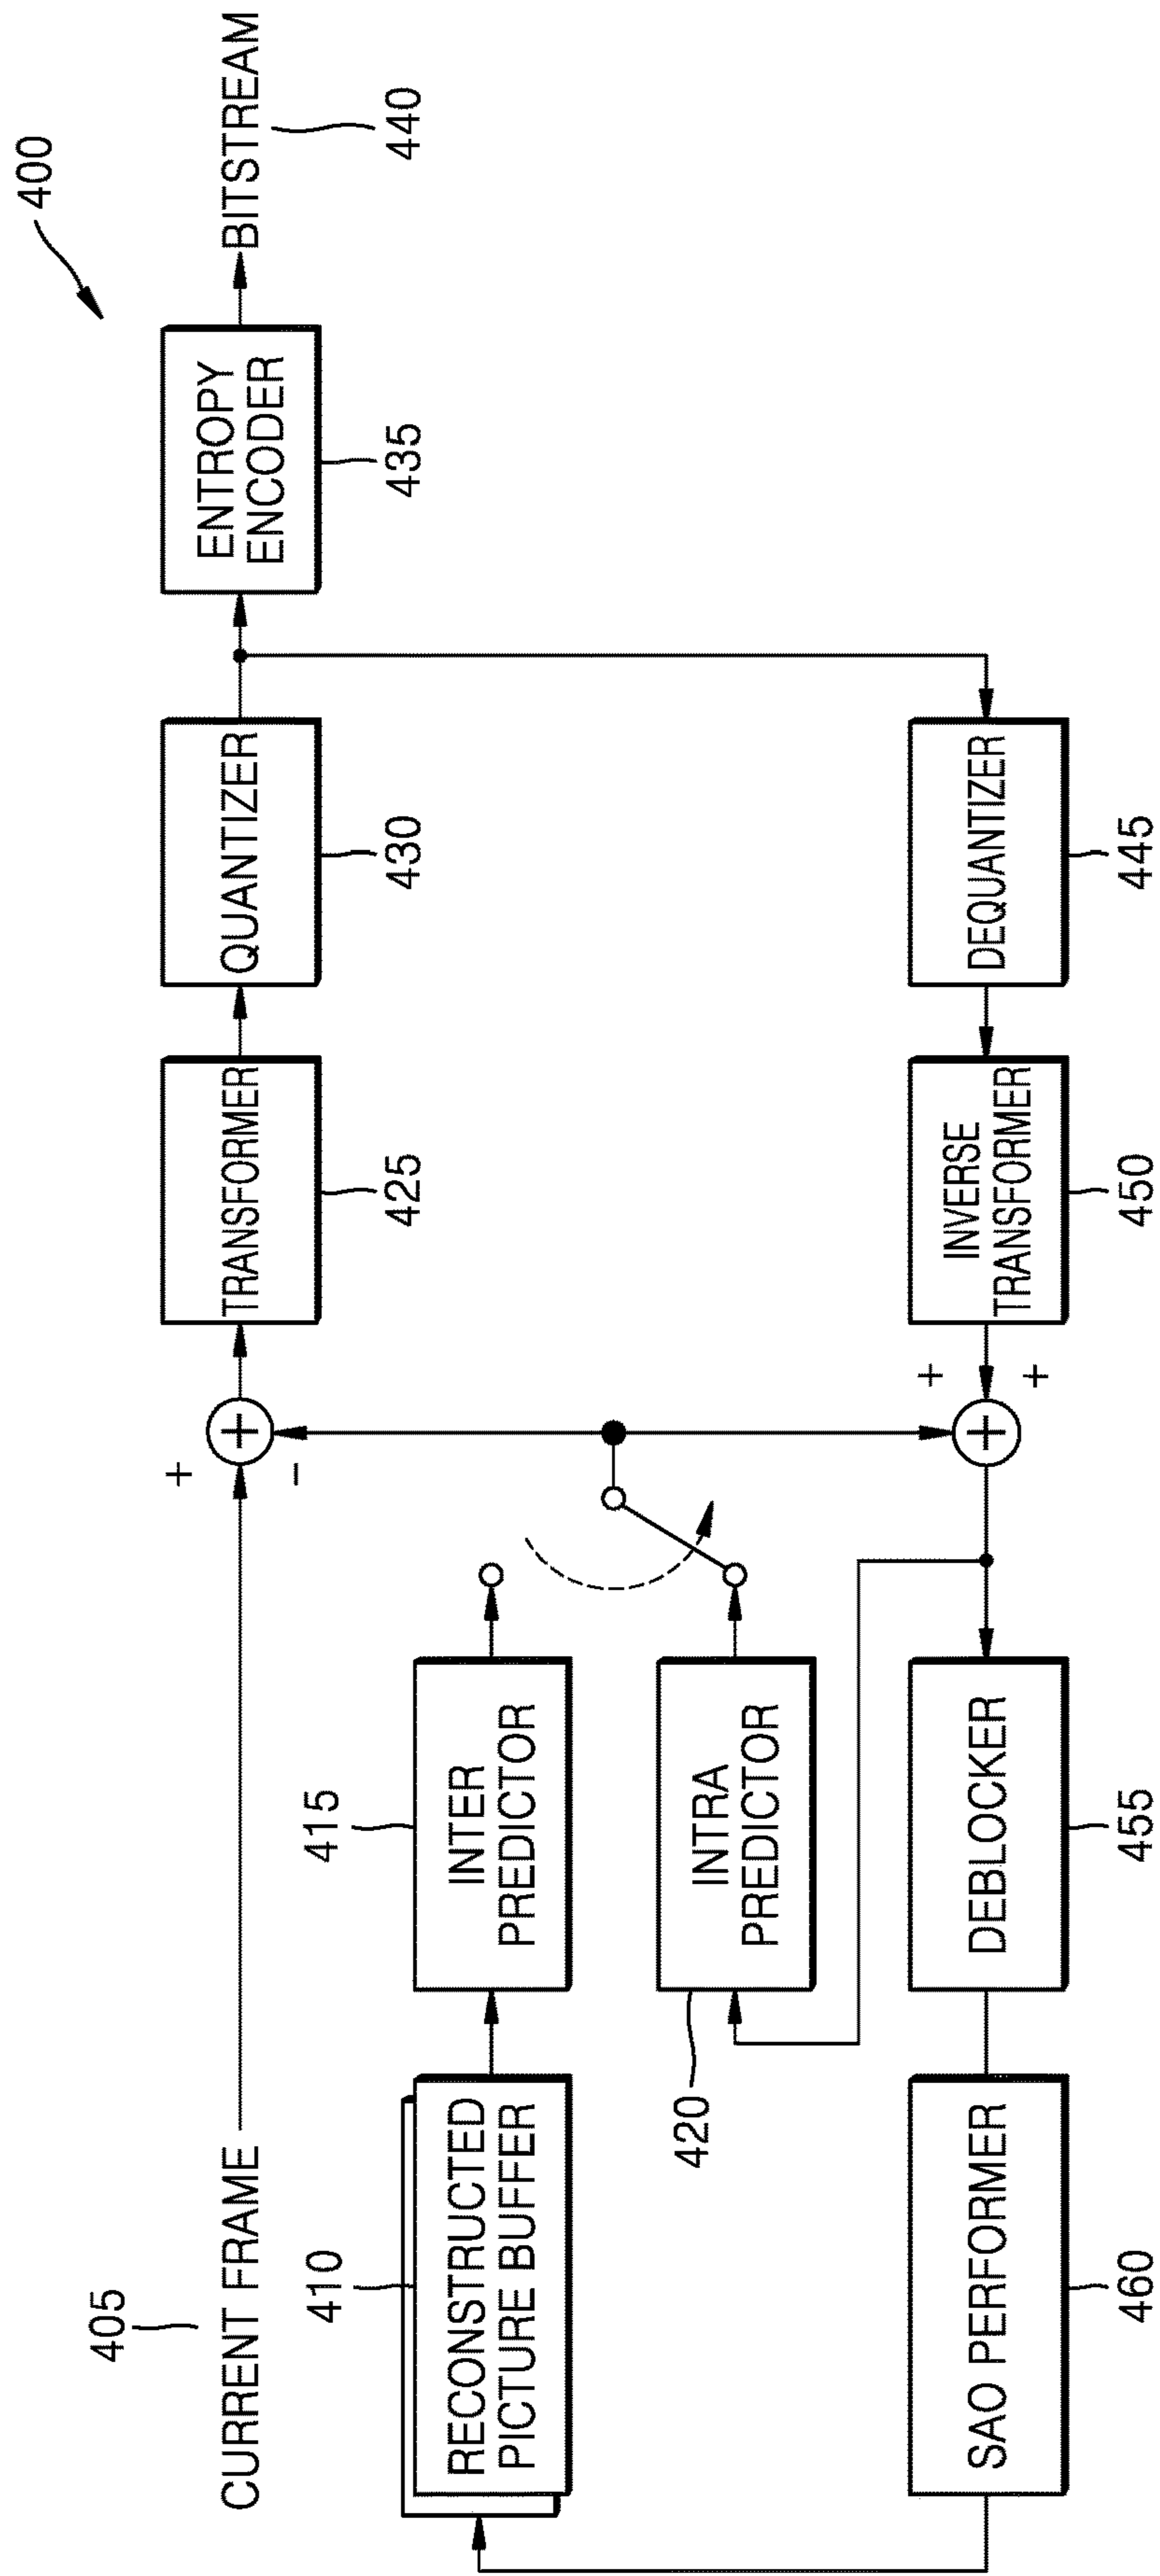 400
CURRENT FRAME
405
+
−
+
TRANSFORMER
425
QUANTIZER
430
ENTROPY
ENCODER
435
BITSTREAM
440
RECONSTRUCTED
PICTURE BUFFER
410
INTER
PREDICTOR
415
INTRA
PREDICTOR
420
SAO PERFORMER
460
DEBLOCKER
455
+
+
+
INVERSE
TRANSFORMER
450
DEQUANTIZER
445